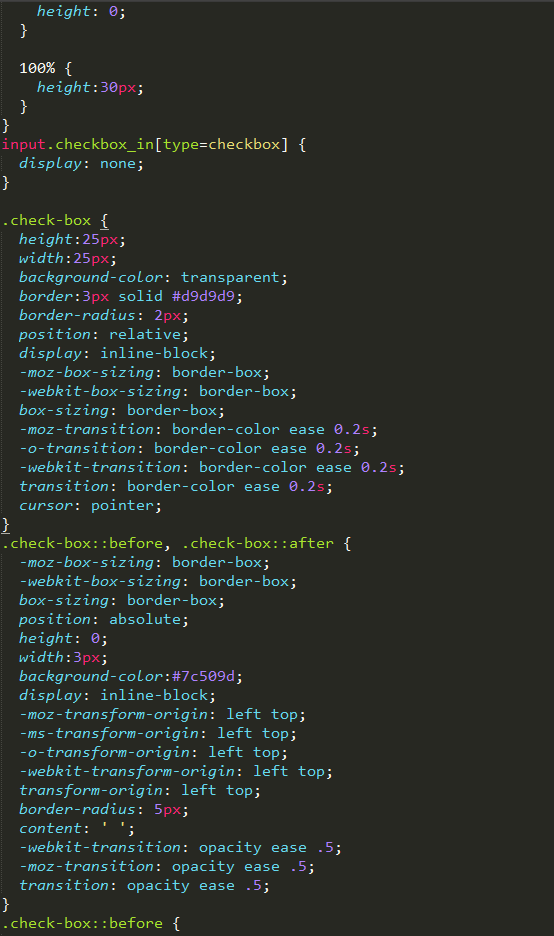 height: 0;
}
100% {
height:30px;
}
}
input.checkbox_in[type=checkbox] {
display: none;
}
.check-box {
height:25px;
width:25px;
background-color: transparent;
border:3px solid #d9d9d9;
border-radius: 2px;
position: relative;
display: inline-block;
-moz-box-sizing: border-box;
-webkit-box-sizing: border-box;
box-sizing: border-box;
-moz-transition: border-color ease 0.2s;
-o-transition: border-color ease 0.2s;
-webkit-transition: border-color ease 0.2s;
transition: border-color ease 0.2s;
cursor: pointer;
}
.check-box::before, .check-box::after {
-moz-box-sizing: border-box;
-webkit-box-sizing: border-box;
box-sizing: border-box;
position: absolute;
height: 0;
width:3px;
background-color:#7c509d;
display: inline-block;
-moz-transform-origin: left top;
-ms-transform-origin: left top;
-o-transform-origin: left top;
-webkit-transform-origin: left top;
transform-origin: left top;
border-radius: 5px;
content: ' ';
-webkit-transition: opacity ease .5;
-moz-transition: opacity ease .5;
transition: opacity ease .5;
}
.check-box::before {